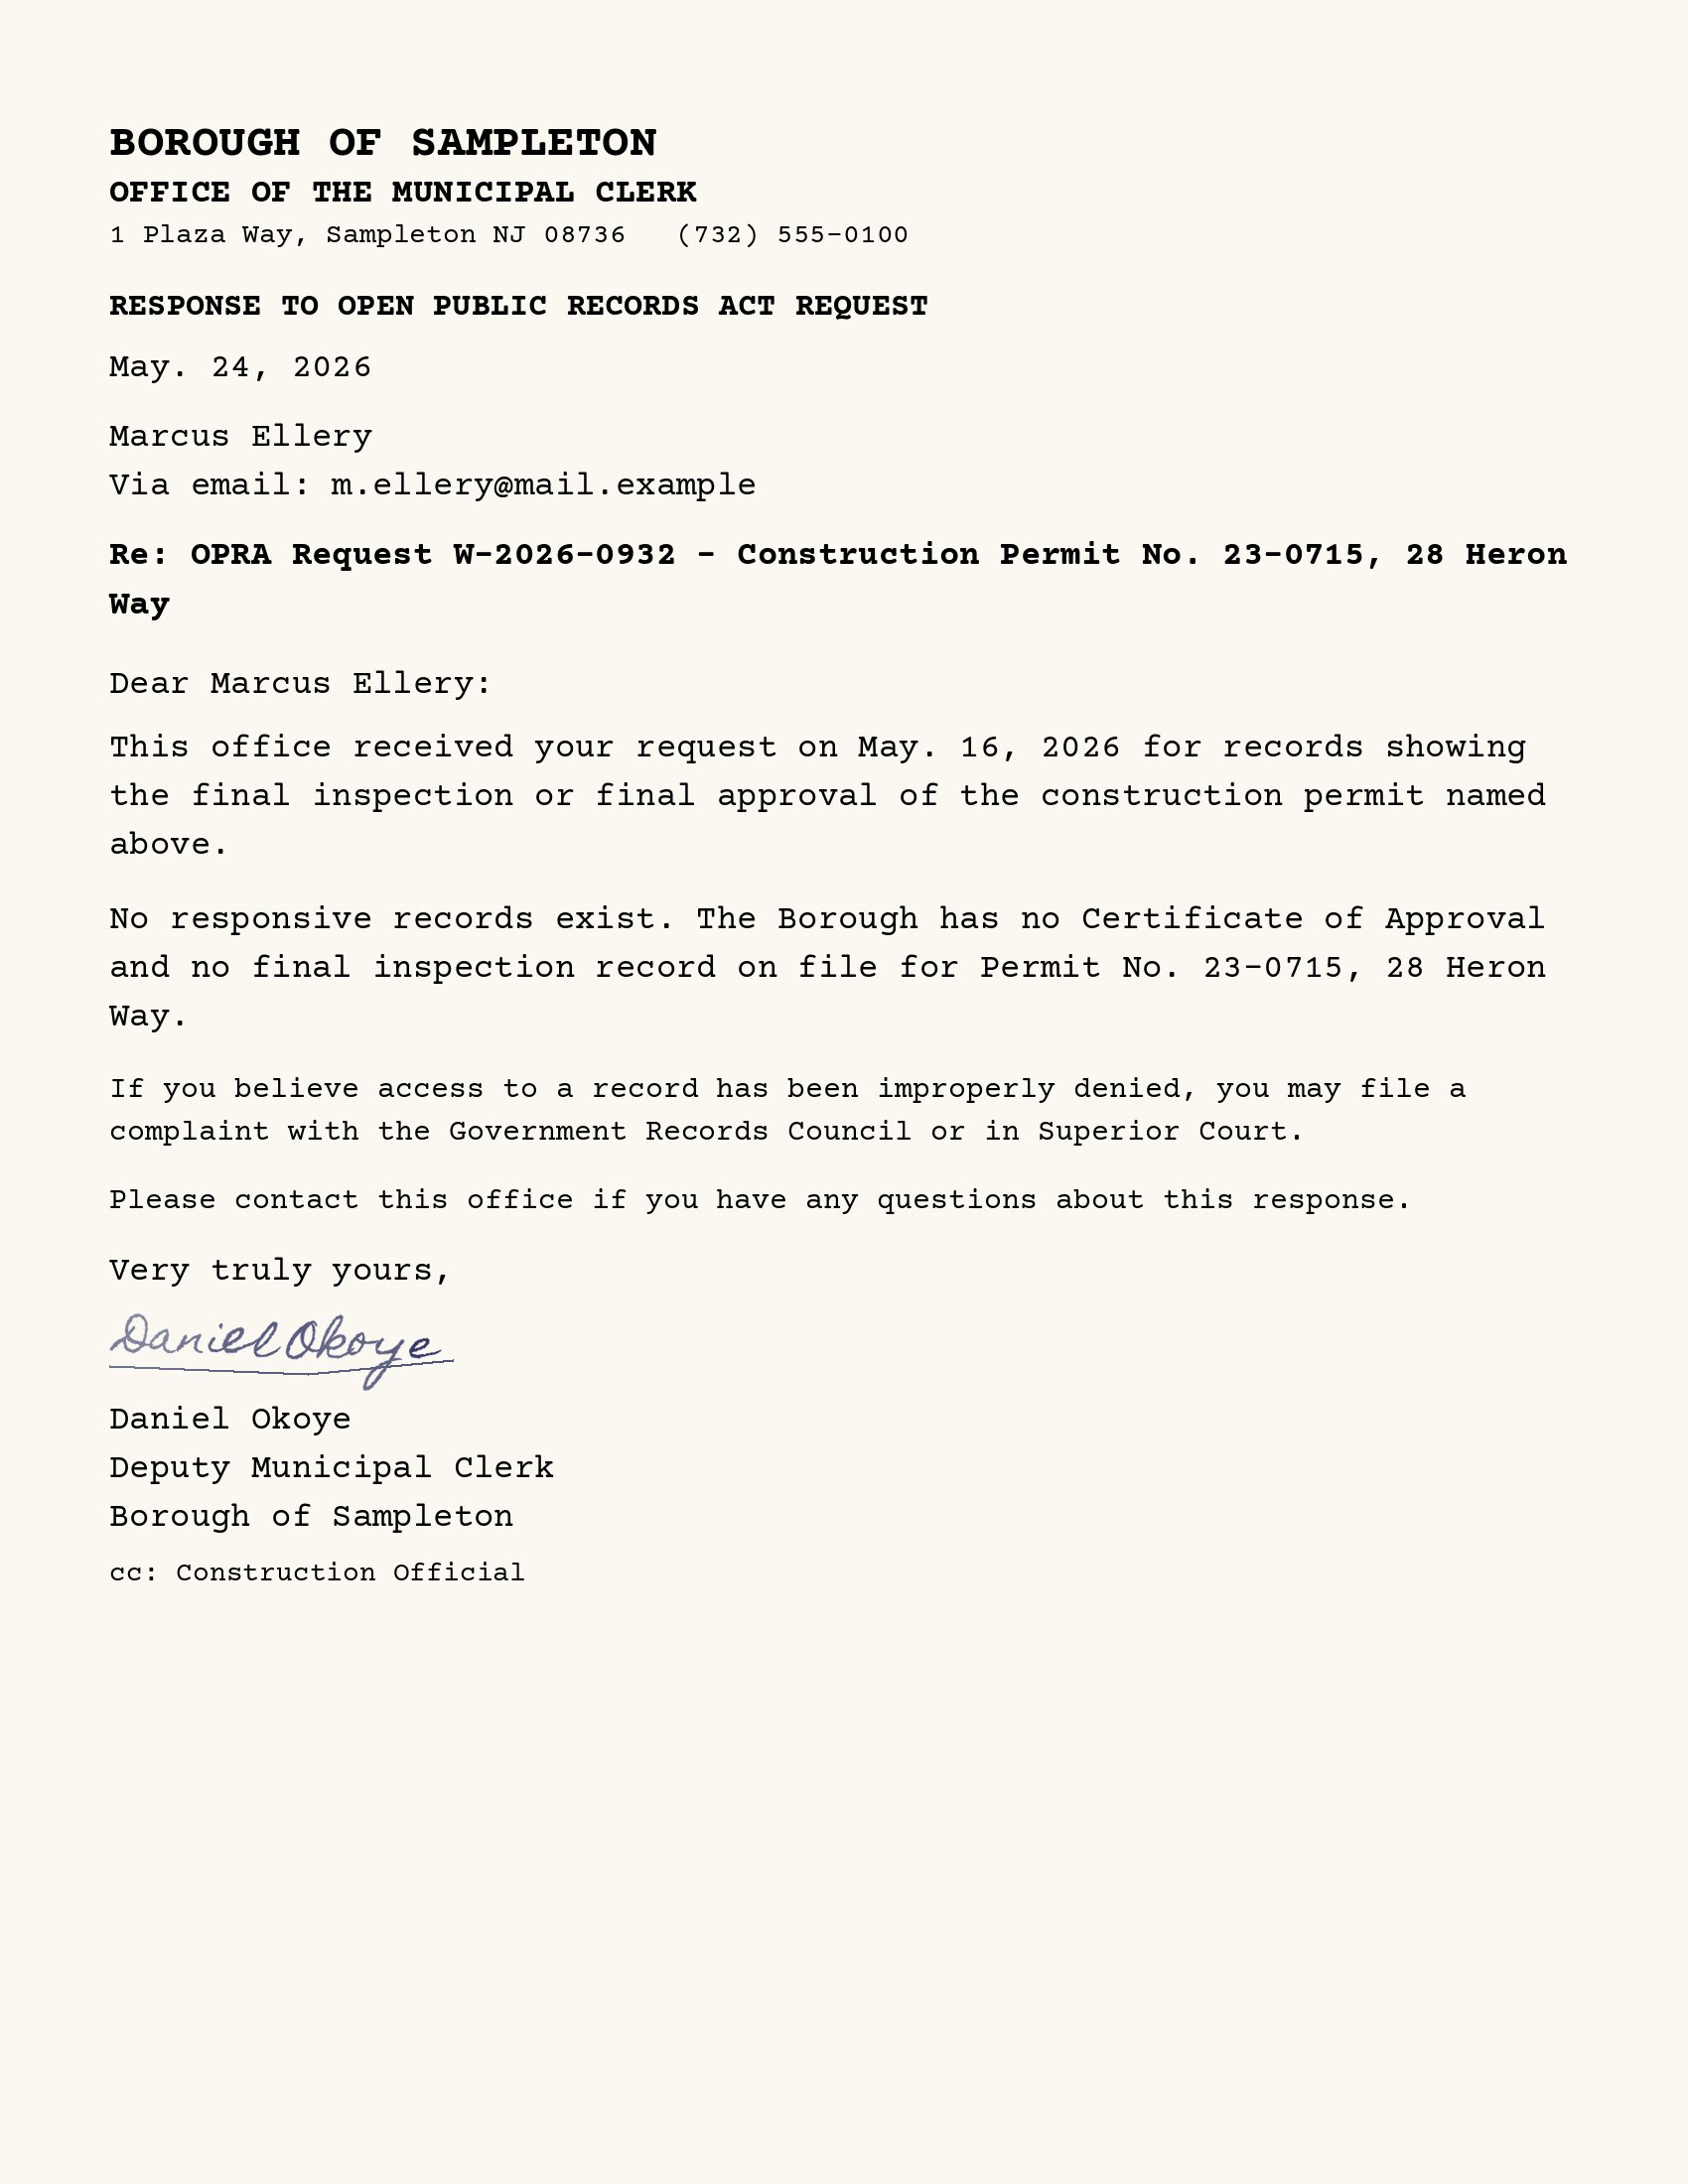 BOROUGH OF SAMPLETON
OFFICE OF THE MUNICIPAL CLERK
1 Plaza Way, Sampleton NJ 08736   (732) 555-0100
RESPONSE TO OPEN PUBLIC RECORDS ACT REQUEST
May. 24, 2026
Marcus Ellery
Via email: m.ellery@mail.example
Re: OPRA Request W-2026-0932 - Construction Permit No. 23-0715, 28 Heron
Way
Dear Marcus Ellery:
This office received your request on May. 16, 2026 for records showing
the final inspection or final approval of the construction permit named
above.
No responsive records exist. The Borough has no Certificate of Approval
and no final inspection record on file for Permit No. 23-0715, 28 Heron
Way.
If you believe access to a record has been improperly denied, you may file a
complaint with the Government Records Council or in Superior Court.
Please contact this office if you have any questions about this response.
Very truly yours,
Daniel Okoye
Daniel Okoye
Deputy Municipal Clerk
Borough of Sampleton
cc: Construction Official